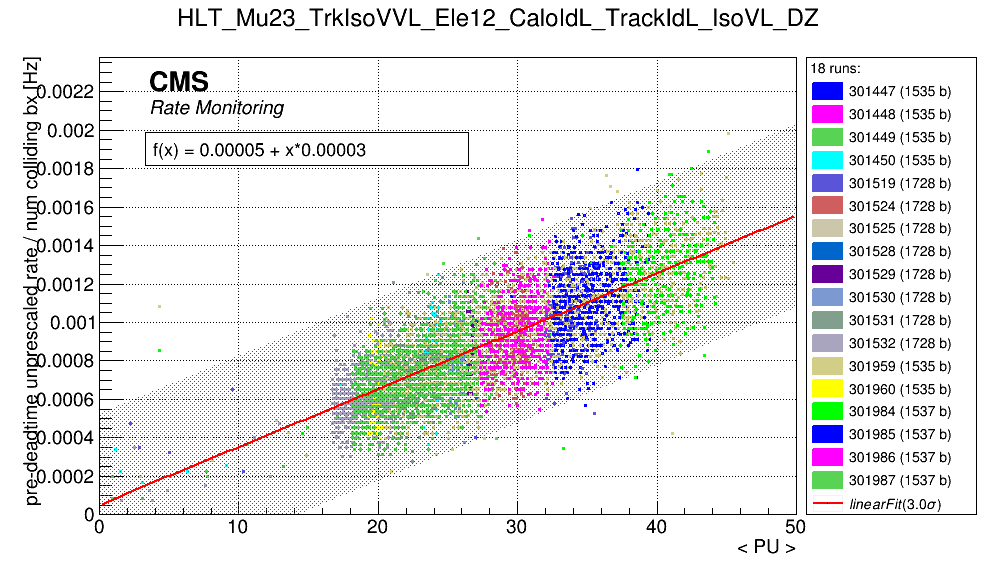 HLT_Mu23_TrkIsoVVL_Ele12_CaloIdL_TrackIdL_IsoVL_DZ
pre-deadtime unprescaled rate / num colliding bx [Hz]
0.0022
0.002
0.0018
0.0016
0.0014
0.0012
0.001
0.0008
0.0006
0.0004
0.0002
0
CMS
Rate Monitoring
f(x) = 0.00005 + x*0.00003
0 10 20 30 40 50
< PU >
18 runs:
301447 (1535 b)
301448 (1535 b)
301449 (1535 b)
301450 (1535 b)
301519 (1728 b)
301524 (1728 b)
301525 (1728 b)
301528 (1728 b)
301529 (1728 b)
301530 (1728 b)
301531 (1728 b)
301532 (1728 b)
301959 (1535 b)
301960 (1535 b)
301984 (1537 b)
301985 (1537 b)
301986 (1537 b)
301987 (1537 b)
linearFit(3.0σ)